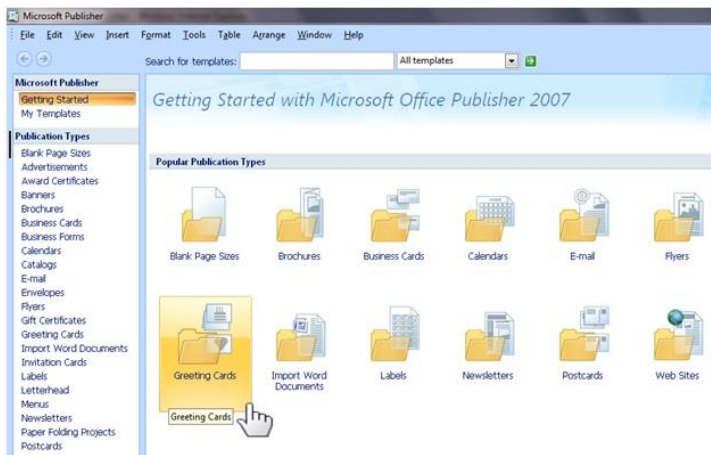 Microsoft Publisher
File Edit View Insert Format Tools Table Arrange Window Help
Search for templates: All templates
Microsoft Publisher
Getting Started
My Templates
Publication Types
Blank Page Sizes
Advertisements
Award Certificates
Banners
Brochures
Business Cards
Business Forms
Calendars
Catalogs
E-mail
Envelopes
Flyers
Gift Certificates
Greeting Cards
Import Word Documents
Invitation Cards
Labels
Letterhead
Menus
Newsletters
Paper Folding Projects
Postcards
Getting Started with Microsoft Office Publisher 2007
Popular Publication Types
Blank Page Sizes Brochures Business Cards Calendars E-mail Flyers
Greeting Cards Import Word Labels Newsletters Postcards Web Sites
Documents
Greeting Cards